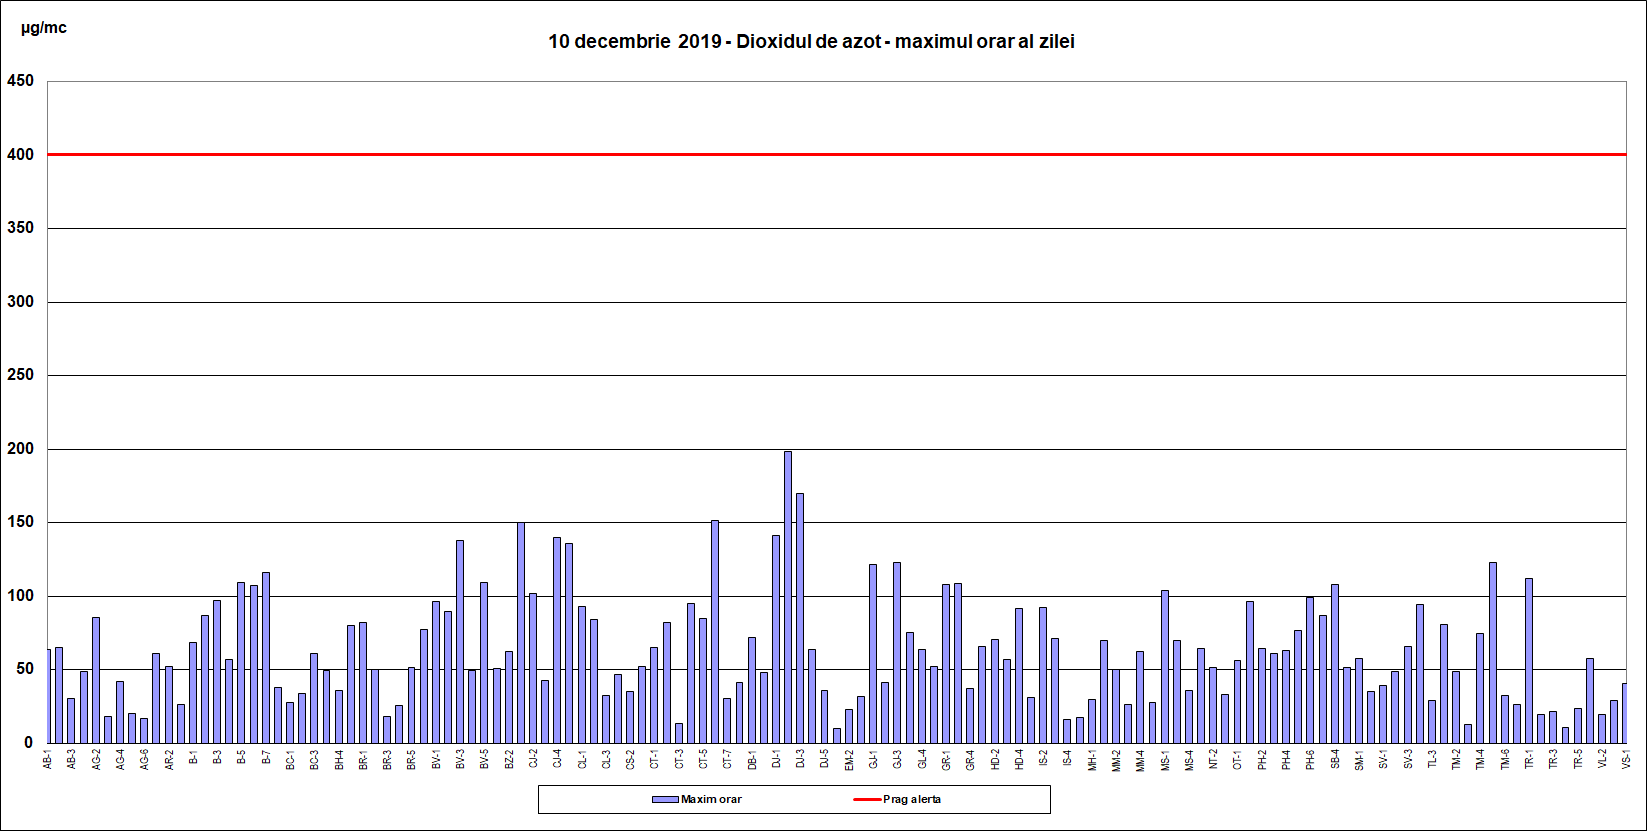 µg/mc
10 decembrie 2019 - Dioxidul de azot - maximul orar al zilei
450
400
350
300
250
200
150
100
50
0
AB-1 AB-3 AG-2 AG-4 AG-6 AR-2 B-1 B-3 B-5 B-7 BC-1 BC-3 BH-4 BR-1 BR-3 BR-5 BV-1 BV-3 BV-5 BZ-2 CJ-2 CJ-4 CL-1 CL-3 CS-2 CT-1 CT-3 CT-5 CT-7 DB-1 DJ-1 DJ-3 DJ-5 EM-2 GJ-1 GJ-3 GL-4 GR-1 GR-4 HD-2 HD-4 IS-2 IS-4 MH-1 MM-2 MM-4 MS-1 MS-4 NT-2 OT-1 PH-2 PH-4 PH-6 SB-4 SM-1 SV-1 SV-3 TL-3 TM-2 TM-4 TM-6 TR-1 TR-3 TR-5 VL-2 VS-1
Maxim orar Prag alerta